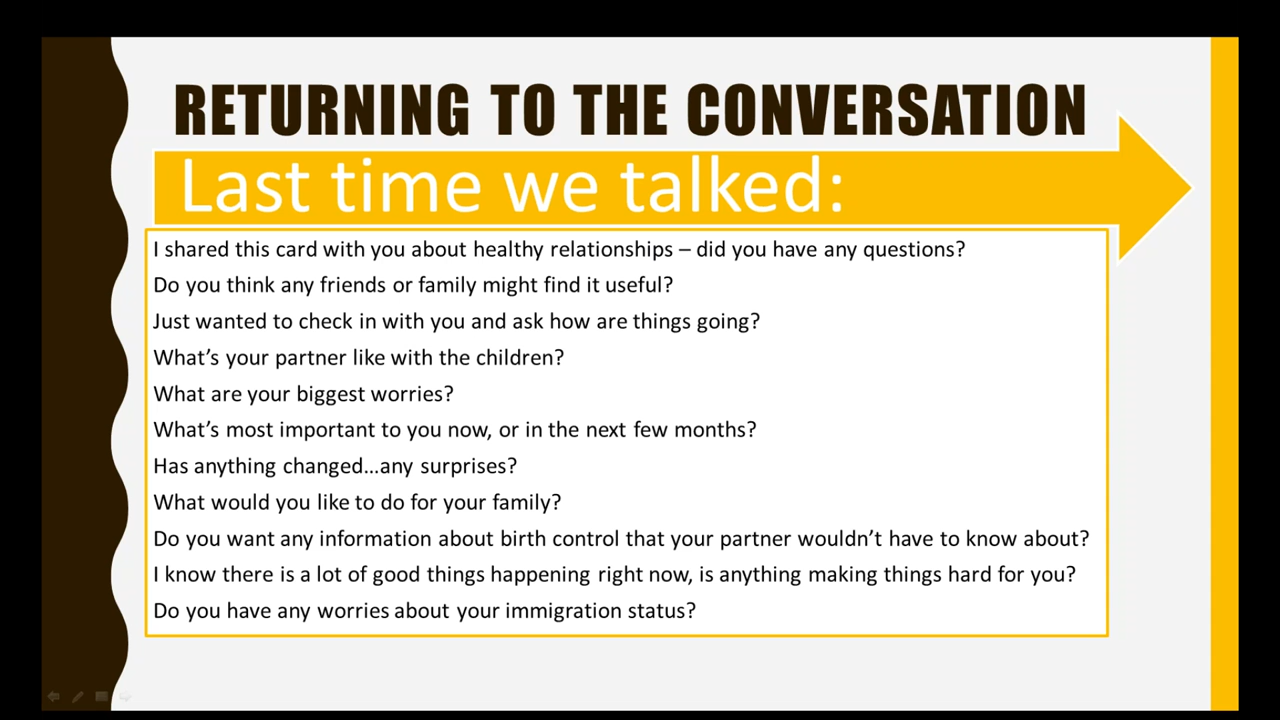 RETURNING TO THE CONVERSATION
Last time we talked:
I shared this card with you about healthy relationships – did you have any questions?
Do you think any friends or family might find it useful?
Just wanted to check in with you and ask how are things going?
What’s your partner like with the children?
What are your biggest worries?
What’s most important to you now, or in the next few months?
Has anything changed…any surprises?
What would you like to do for your family?
Do you want any information about birth control that your partner wouldn’t have to know about?
I know there is a lot of good things happening right now, is anything making things hard for you?
Do you have any worries about your immigration status?